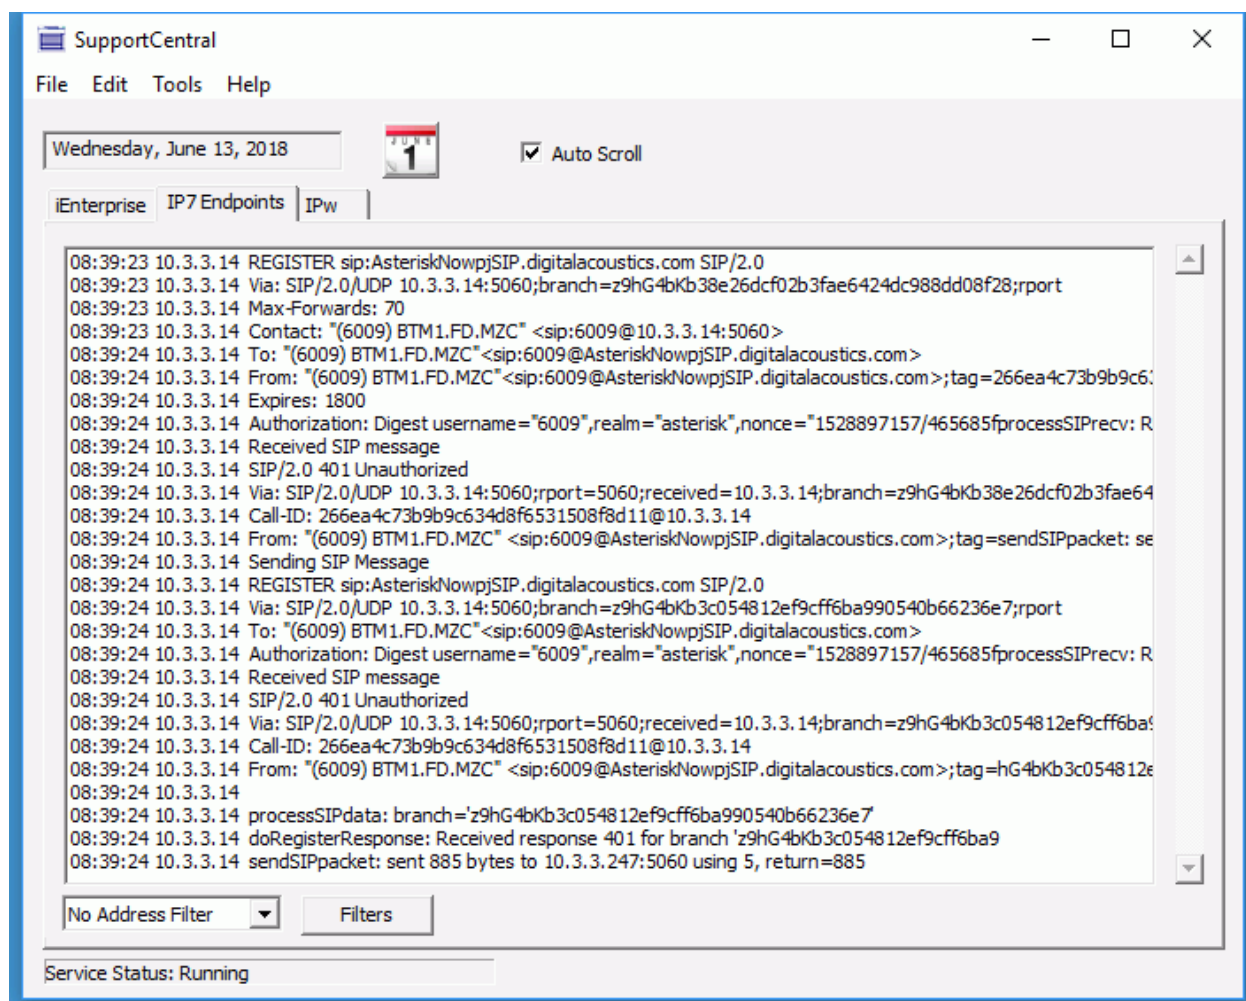 SupportCentral
File Edit Tools Help
Wednesday, June 13, 2018
JUNE
1
Auto Scroll
iEnterprise IP7 Endpoints IPw
08:39:23 10.3.3.14 REGISTER sip:AsteriskNowpjSIP.digitalacoustics.com SIP/2.0
08:39:23 10.3.3.14 Via: SIP/2.0/UDP 10.3.3.14:5060;branch=z9hG4bKb38e26dcf02b3fae6424dc988dd08f28;rport
08:39:23 10.3.3.14 Max-Forwards: 70
08:39:23 10.3.3.14 Contact: "(6009) BTM1.FD.MZC" <sip:6009@10.3.3.14:5060>
08:39:24 10.3.3.14 To: "(6009) BTM1.FD.MZC"<sip:6009@AsteriskNowpjSIP.digitalacoustics.com>
08:39:24 10.3.3.14 From: "(6009) BTM1.FD.MZC"<sip:6009@AsteriskNowpjSIP.digitalacoustics.com>;tag=266ea4c73b9b9c63
08:39:24 10.3.3.14 Expires: 1800
08:39:24 10.3.3.14 Authorization: Digest username="6009",realm="asterisk",nonce="1528897157/465685fprocessSIPrecv: R
08:39:24 10.3.3.14 Received SIP message
08:39:24 10.3.3.14 SIP/2.0 401 Unauthorized
08:39:24 10.3.3.14 Via: SIP/2.0/UDP 10.3.3.14:5060;rport=5060;received=10.3.3.14;branch=z9hG4bKb38e26dcf02b3fae64
08:39:24 10.3.3.14 Call-ID: 266ea4c73b9b9c634d8f6531508f8d11@10.3.3.14
08:39:24 10.3.3.14 From: "(6009) BTM1.FD.MZC" <sip:6009@AsteriskNowpjSIP.digitalacoustics.com>;tag=sendSIPpacket: se
08:39:24 10.3.3.14 Sending SIP Message
08:39:24 10.3.3.14 REGISTER sip:AsteriskNowpjSIP.digitalacoustics.com SIP/2.0
08:39:24 10.3.3.14 Via: SIP/2.0/UDP 10.3.3.14:5060;branch=z9hG4bKb3c054812ef9cff6ba990540b66236e7;rport
08:39:24 10.3.3.14 To: "(6009) BTM1.FD.MZC"<sip:6009@AsteriskNowpjSIP.digitalacoustics.com>
08:39:24 10.3.3.14 Authorization: Digest username="6009",realm="asterisk",nonce="1528897157/465685fprocessSIPrecv: R
08:39:24 10.3.3.14 Received SIP message
08:39:24 10.3.3.14 SIP/2.0 401 Unauthorized
08:39:24 10.3.3.14 Via: SIP/2.0/UDP 10.3.3.14:5060;rport=5060;received=10.3.3.14;branch=z9hG4bKb3c054812ef9cff6ba9
08:39:24 10.3.3.14 Call-ID: 266ea4c73b9b9c634d8f6531508f8d11@10.3.3.14
08:39:24 10.3.3.14 From: "(6009) BTM1.FD.MZC" <sip:6009@AsteriskNowpjSIP.digitalacoustics.com>;tag=hG4bKb3c054812e
08:39:24 10.3.3.14
08:39:24 10.3.3.14 processSIPdata: branch='z9hG4bKb3c054812ef9cff6ba990540b66236e7'
08:39:24 10.3.3.14 doRegisterResponse: Received response 401 for branch 'z9hG4bKb3c054812ef9cff6ba9
08:39:24 10.3.3.14 sendSIPpacket: sent 885 bytes to 10.3.3.247:5060 using 5, return=885
No Address Filter Filters
Service Status: Running